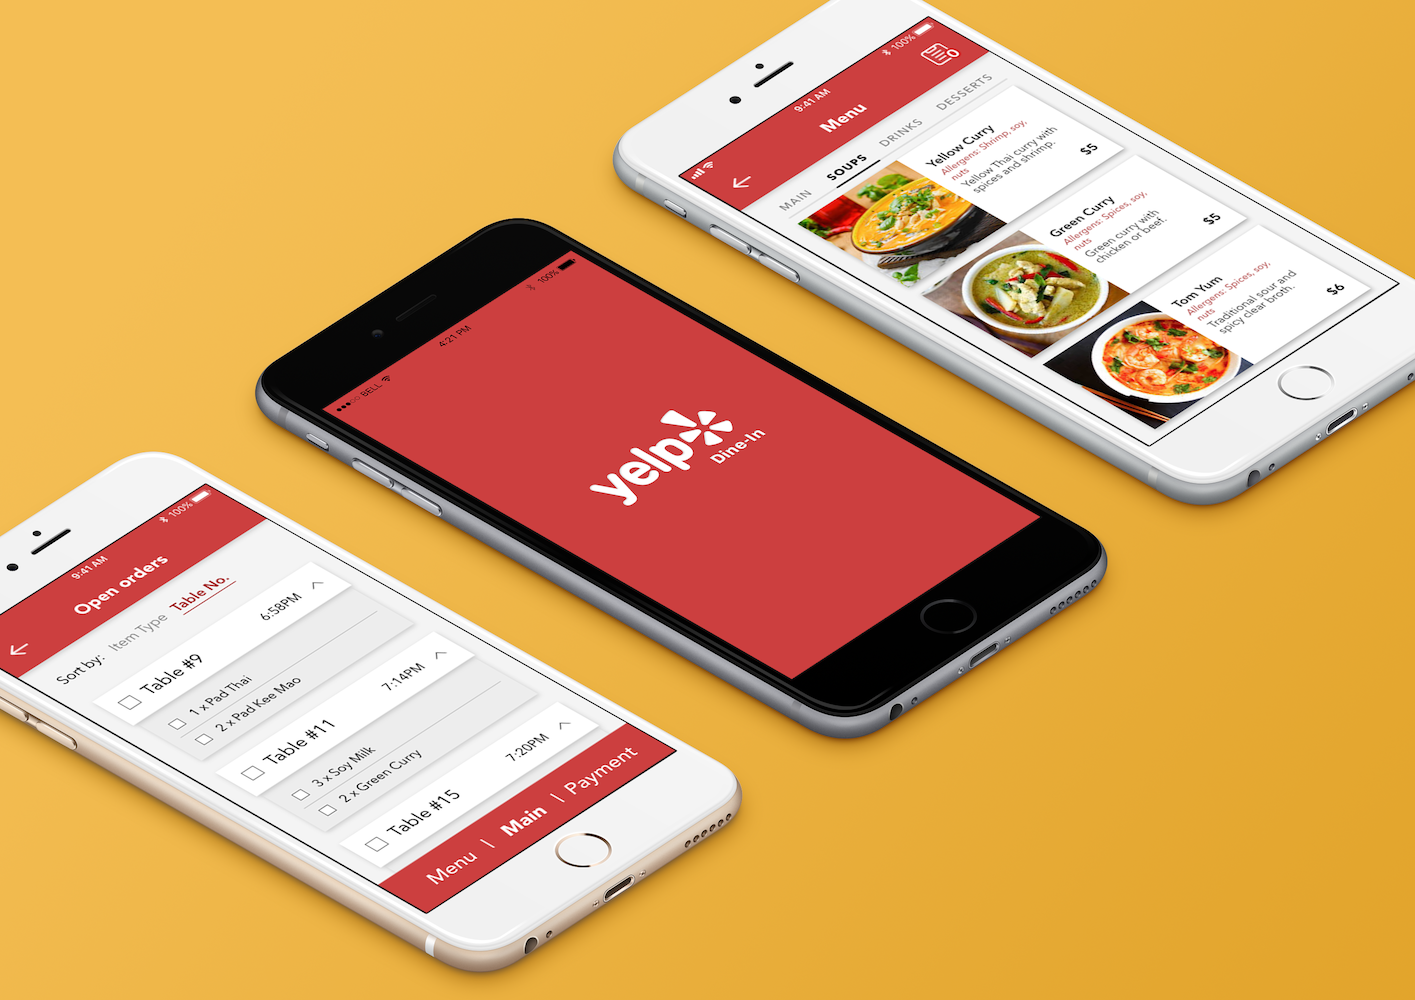 9:41 AM
100%
Open orders
Sort by: Item Type Table No.
Table #9 6:58PM
1 x Pad Thai
2 x Pad Kee Mao
Table #11 7:14PM
3 x Soy Milk
2 x Green Curry
Table #15 7:20PM
Menu | Main | Payment
BELL
4:21 PM
100%
yelp
Dine-In
9:41 AM
100%
Menu
0
MAIN SOUPS DRINKS DESSERTS
Yellow Curry
Allergens: Shrimp, soy,
nuts
Yellow Thai curry with
spices and shrimp.
$5
Green Curry
Allergens: Spices, soy,
nuts
Green curry with
chicken or beef.
$5
Tom Yum
Allergens: Spices, soy,
nuts
Traditional sour and
spicy clear broth.
$6